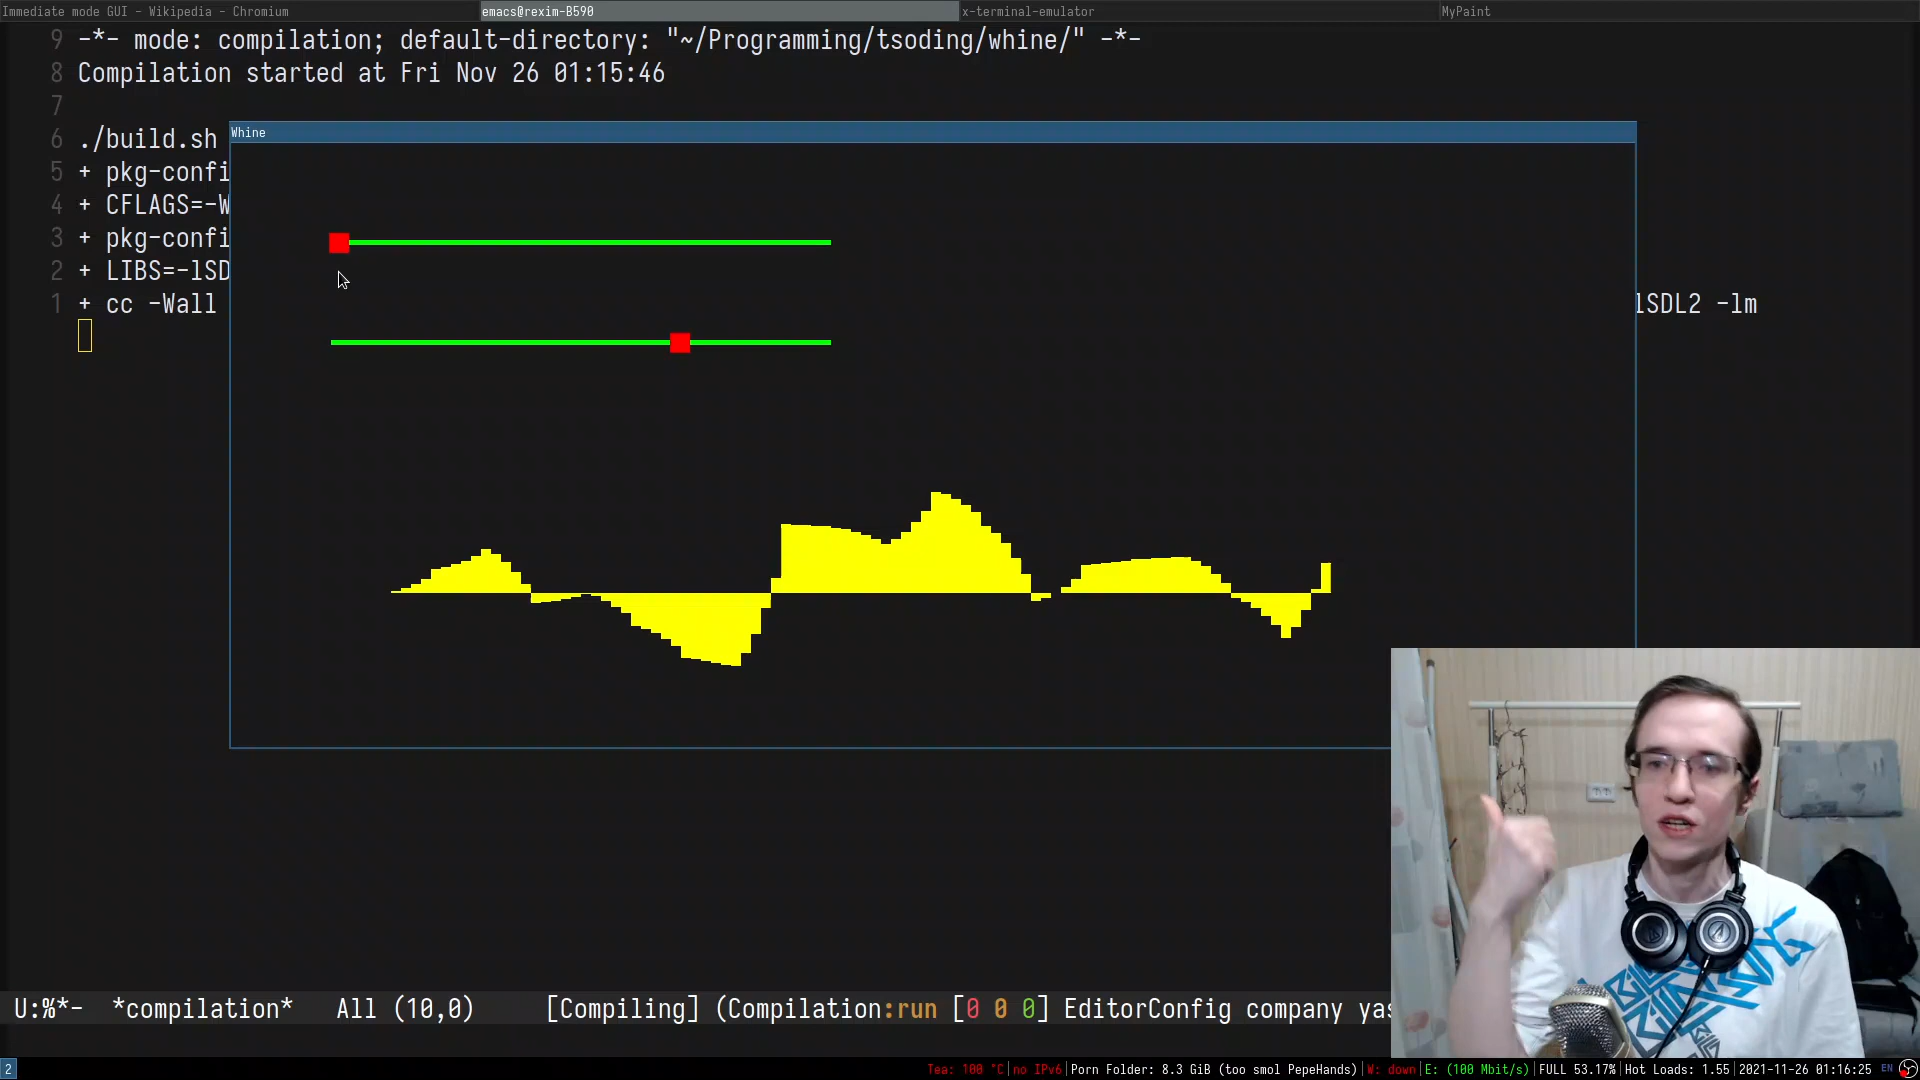 Immediate mode GUI - Wikipedia - Chromium
emacs@rexim-B590
x-terminal-emulator
MyPaint
9 -*- mode: compilation; default-directory: "~/Programming/tsoding/whine/" -*-
8 Compilation started at Fri Nov 26 01:15:46
7
Whine
6 ./build.sh
5 + pkg-confi
4 + CFLAGS=-W
3 + pkg-confi
2 + LIBS=-lSD
1 + cc -Wall lSDL2 -lm
U:%*- *compilation* All (10,0) [Compiling] (Compilation:run [0 0 0] EditorConfig company yas
2 Tea: 100 °C|no IPv6|Porn Folder: 8.3 GiB (too smol PepeHands)|W: down|E: (100 Mbit/s)|FULL 53.17%|Hot Loads: 1.55|2021-11-26 01:16:25 EN